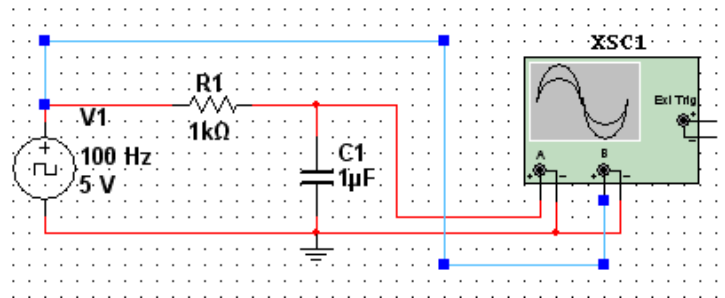 XSC1
R1
1kΩ
V1
100 Hz
5 V
C1
1µF
Ext Trig
+
-
A
B
+ - + -
+